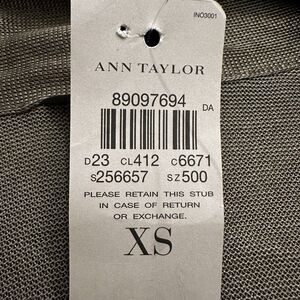 INO3001
ANN TAYLOR
89097694
DA
D23 CL412 C6671
S256657 SZ500
PLEASE RETAIN THIS STUB
IN CASE OF RETURN
OR EXCHANGE.
XS